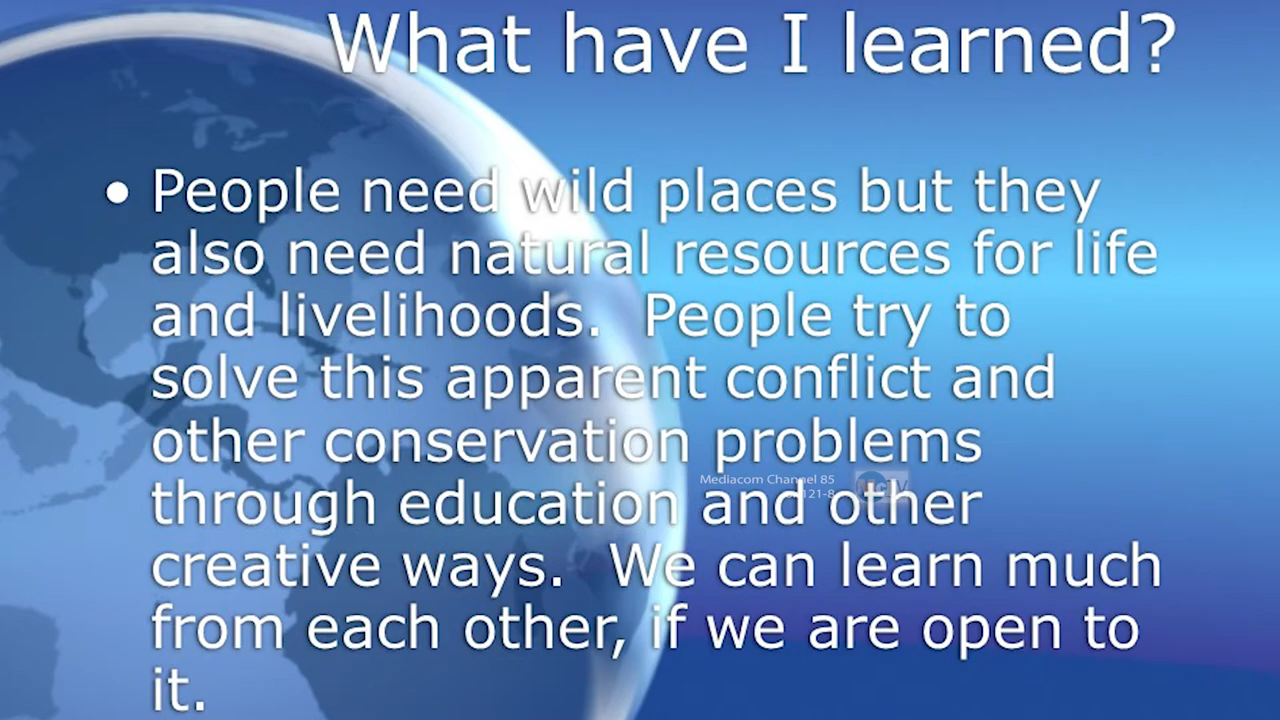 What have I learned?
• People need wild places but they
also need natural resources for life
and livelihoods.  People try to
solve this apparent conflict and
other conservation problems
Mediacom Channel 85
121-8
through education and other
creative ways.  We can learn much
from each other, if we are open to
it.